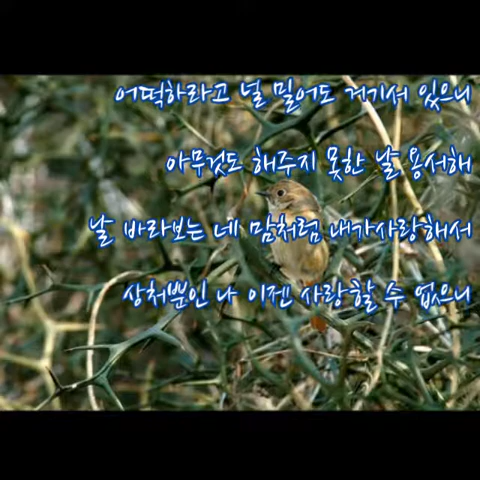 어떡하라고 널 밀어도 거기서 있으니
아무것도 해주지 못한 날 용서해
날 바라보는 네 맘처럼 내가사랑해서
상처뿐인 나 이젠 사랑할 수 없으니